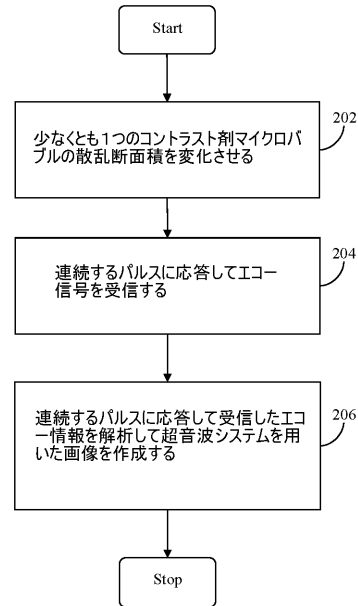 Start
202
少なくとも1つのコントラスト剤マイクロバ
ブルの散乱断面積を変化させる
204
連続するパルスに応答してエコー
信号を受信する
206
連続するパルスに応答して受信したエコ
ー情報を解析して超音波システムを用
いた画像を作成する
Stop